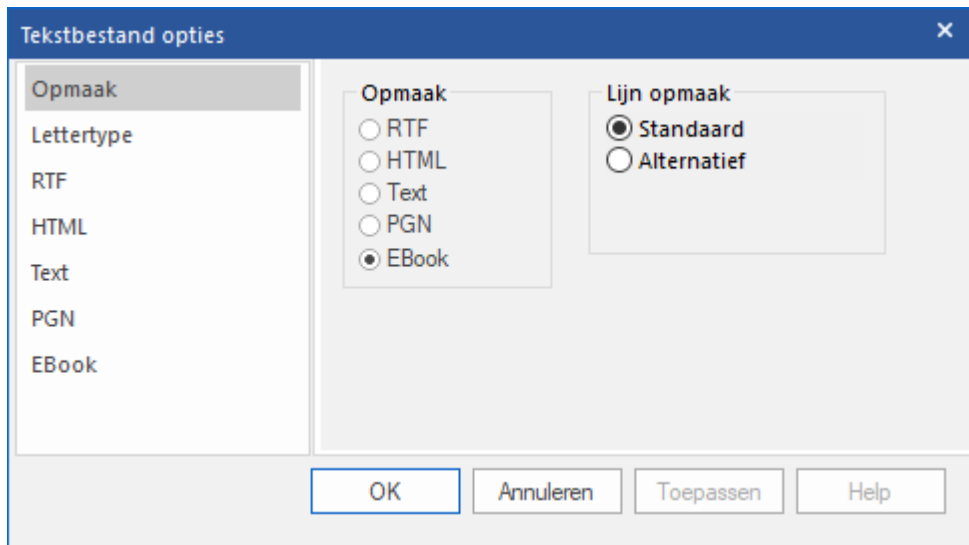 Tekstbestand opties
Opmaak
Lettertype
RTF
HTML
Text
PGN
EBook
Opmaak
RTF
HTML
Text
PGN
EBook
Lijn opmaak
Standaard
Alternatief
OK
Annuleren
Toepassen
Help